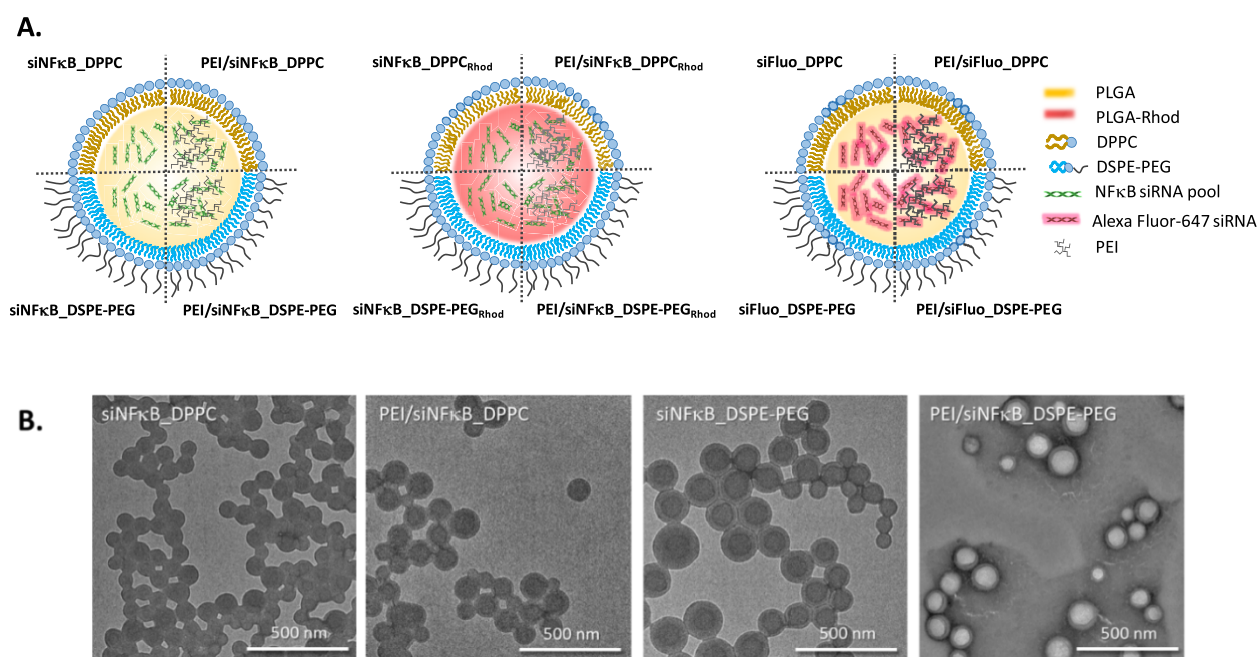 A.
siNFκB_DPPC PEI/siNFκB_DPPC siNFκB_DPPCRhod PEI/siNFκB_DPPCRhod siFluo_DPPC PEI/siFluo_DPPC
PLGA
PLGA-Rhod
DPPC
DSPE-PEG
NFκB siRNA pool
Alexa Fluor-647 siRNA
PEI
siNFκB_DSPE-PEG PEI/siNFκB_DSPE-PEG siNFκB_DSPE-PEGRhod PEI/siNFκB_DSPE-PEGRhod siFluo_DSPE-PEG PEI/siFluo_DSPE-PEG
B.
siNFκB_DPPC PEI/siNFκB_DPPC siNFκB_DSPE-PEG PEI/siNFκB_DSPE-PEG
500 nm 500 nm 500 nm 500 nm